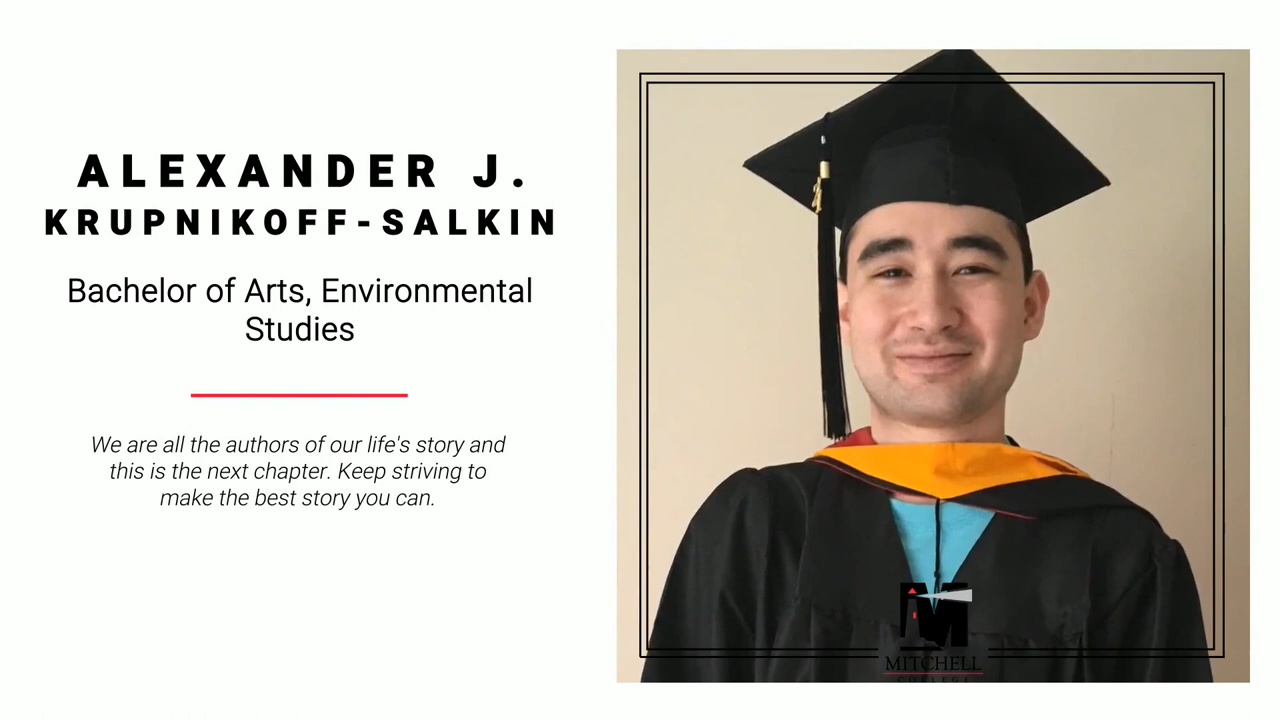 ALEXANDER J.
KRUPNIKOFF-SALKIN
Bachelor of Arts, Environmental
Studies
We are all the authors of our life's story and
this is the next chapter. Keep striving to
make the best story you can.
M
MITCHELL
COLLEGE